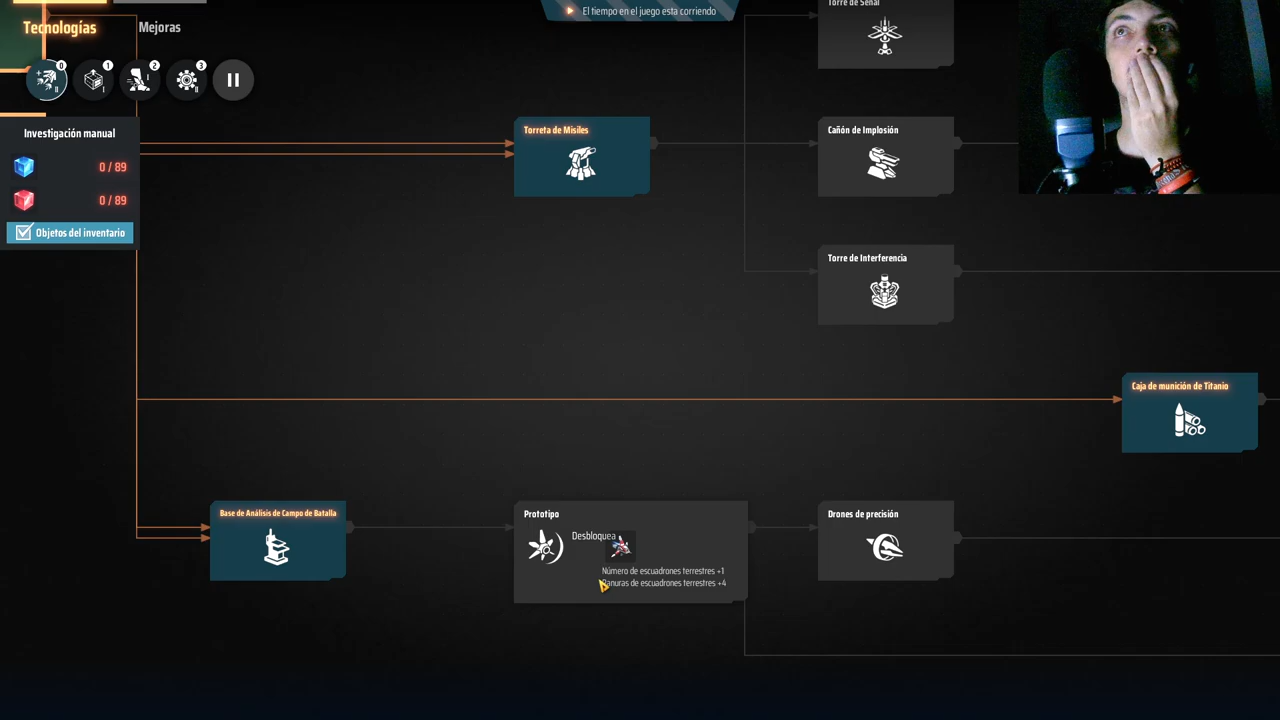 El tiempo en el juego esta corriendo
Torre de Señal
Tecnologías
Mejoras
0
1
2
3
II
I
I
II
Investigación manual
0 / 89
0 / 89
Objetos del inventario
Torreta de Misiles
Cañón de Implosión
Torre de Interferencia
Caja de munición de Titanio
Base de Análisis de Campo de Batalla
Prototipo
Desbloquea
Número de escuadrones terrestres +1
Ranuras de escuadrones terrestres +4
Drones de precisión